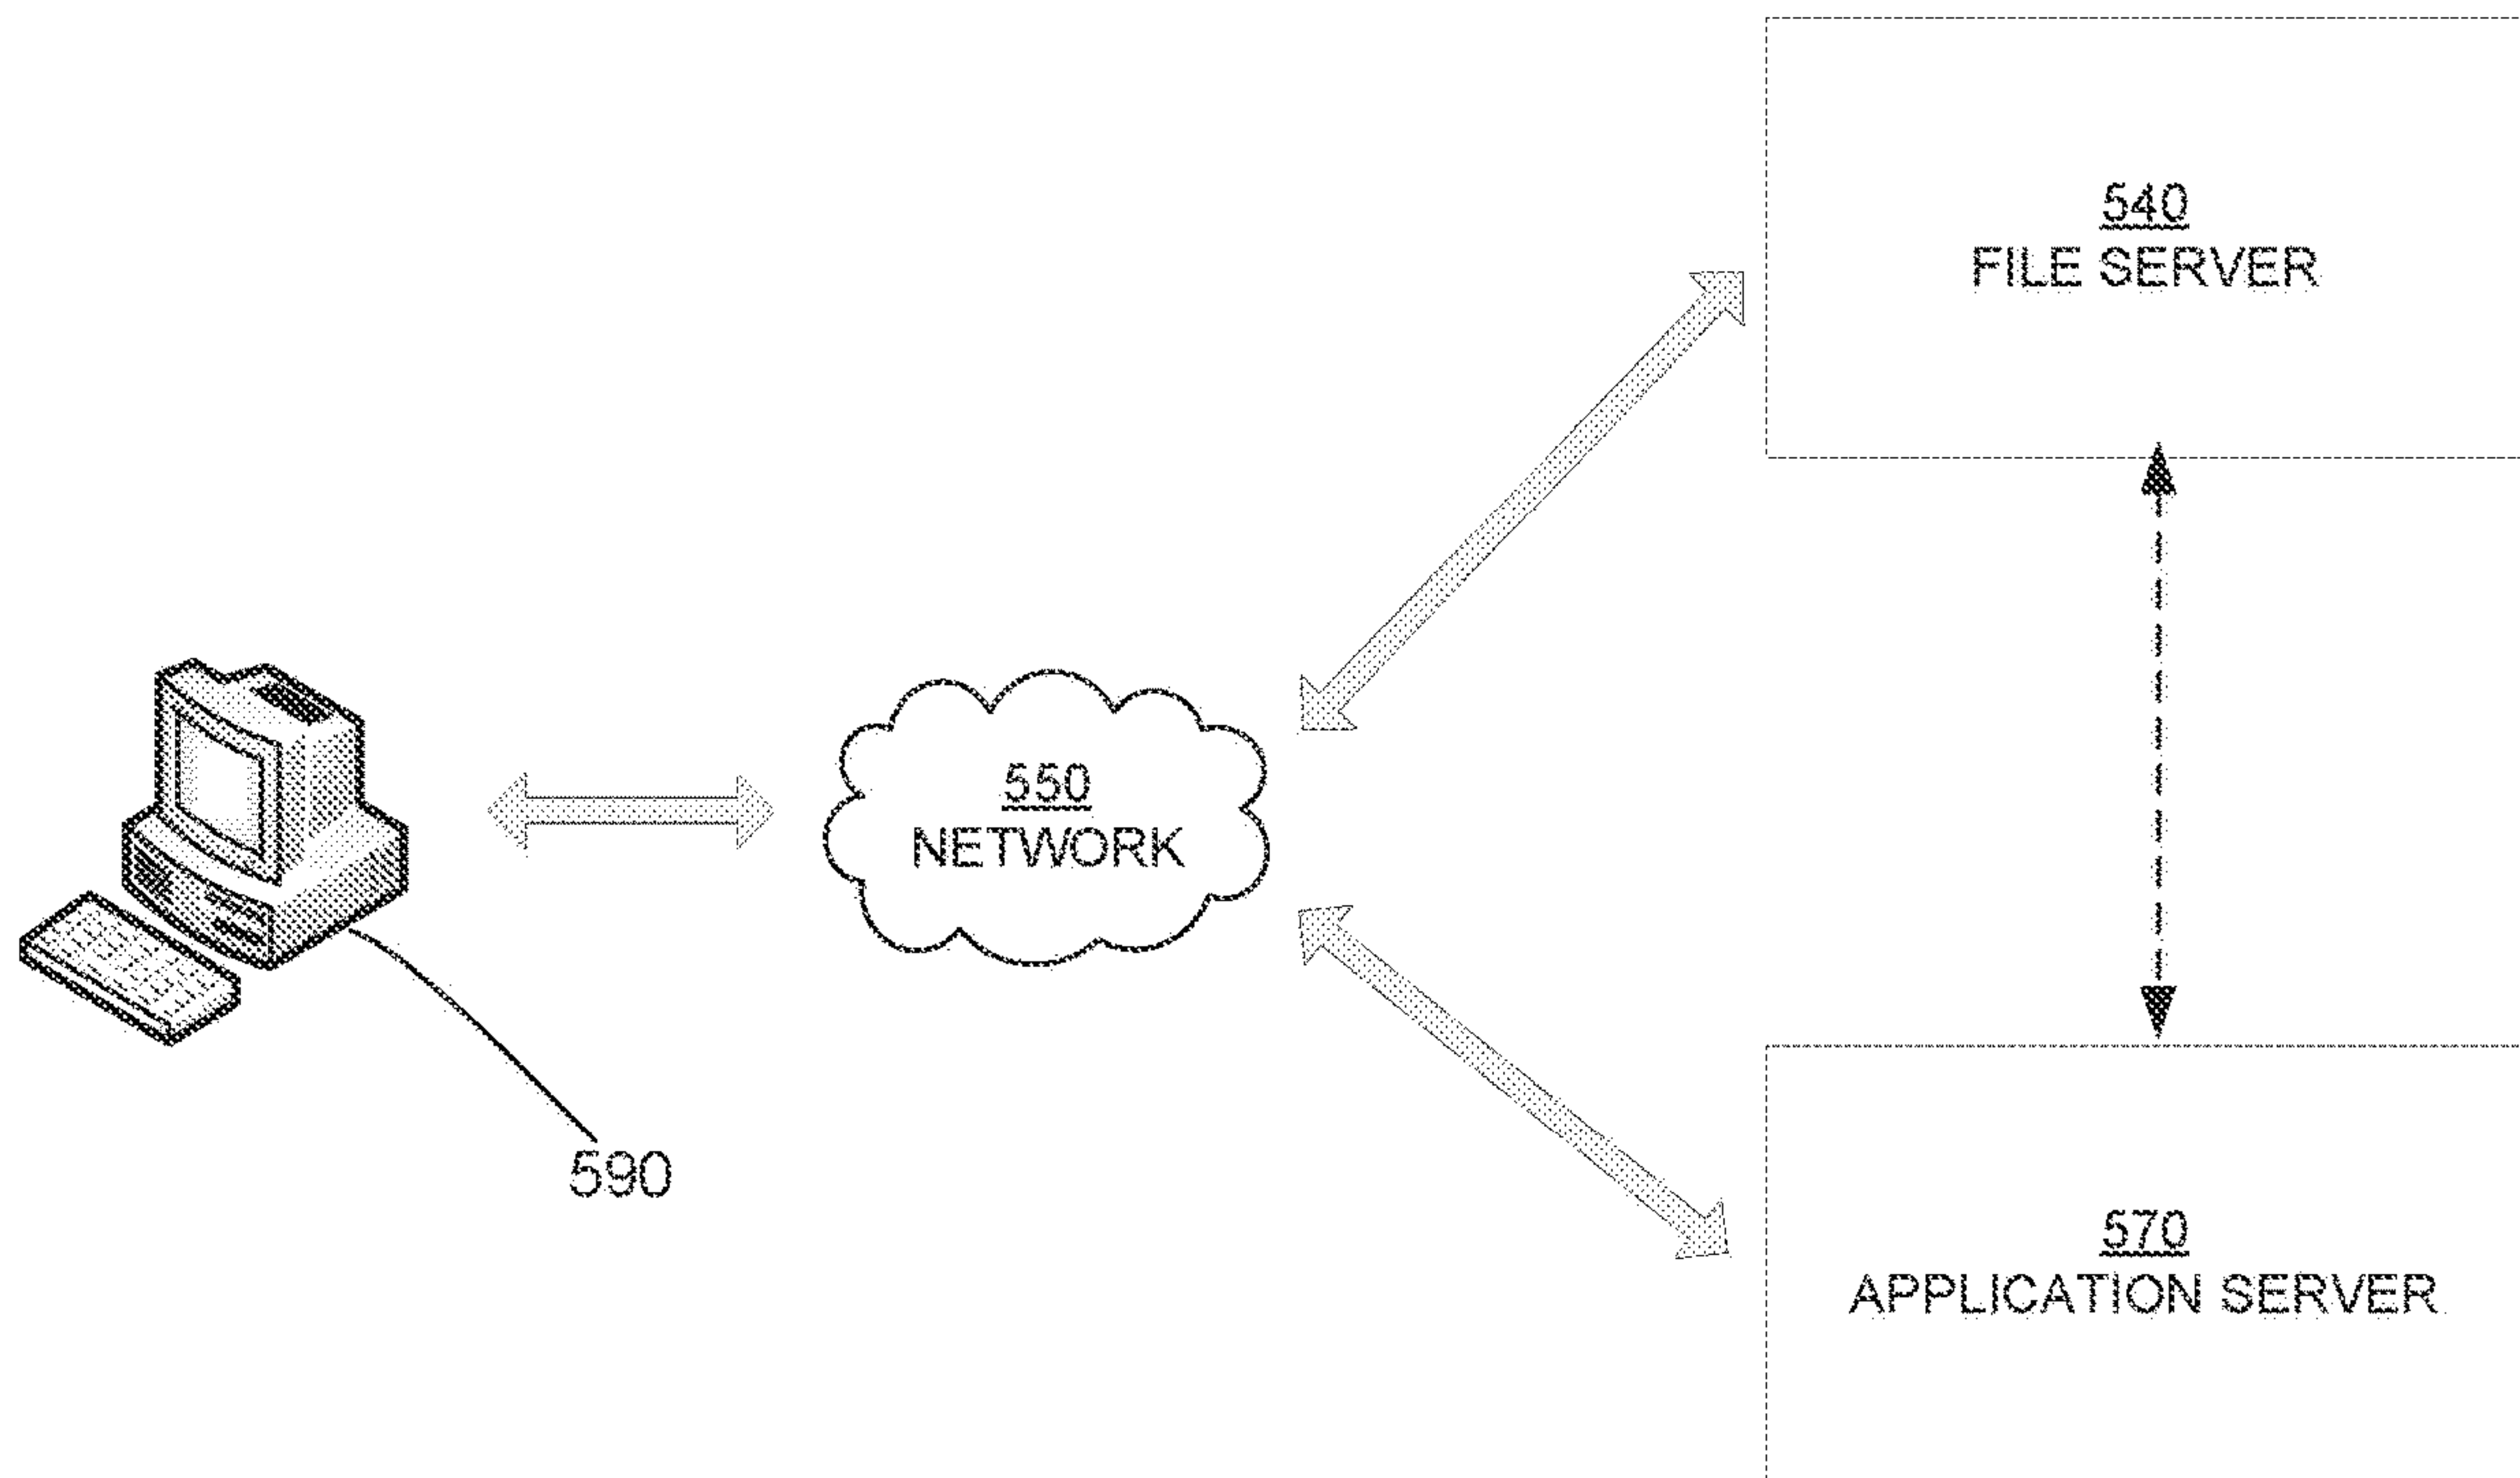 540
FILE SERVER
550
NETWORK
590
570
APPLICATION SERVER